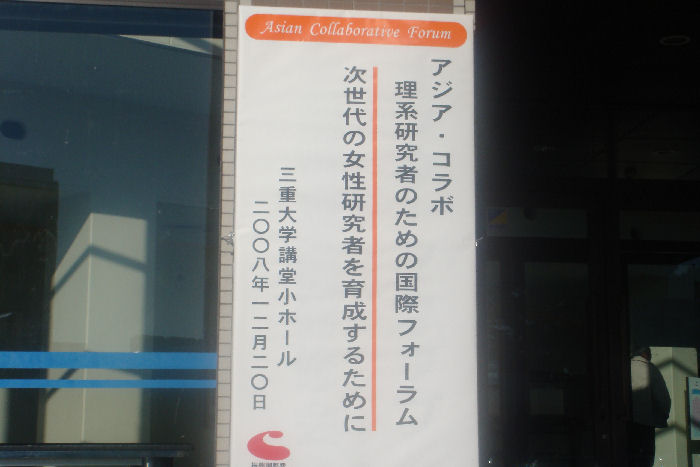 Asian Collaborative Forum
アジア・コラボ
理系研究者のための国際フォーラム
次世代の女性研究者を育成するために
三重大学講堂小ホール
二〇〇八年一二月二〇日